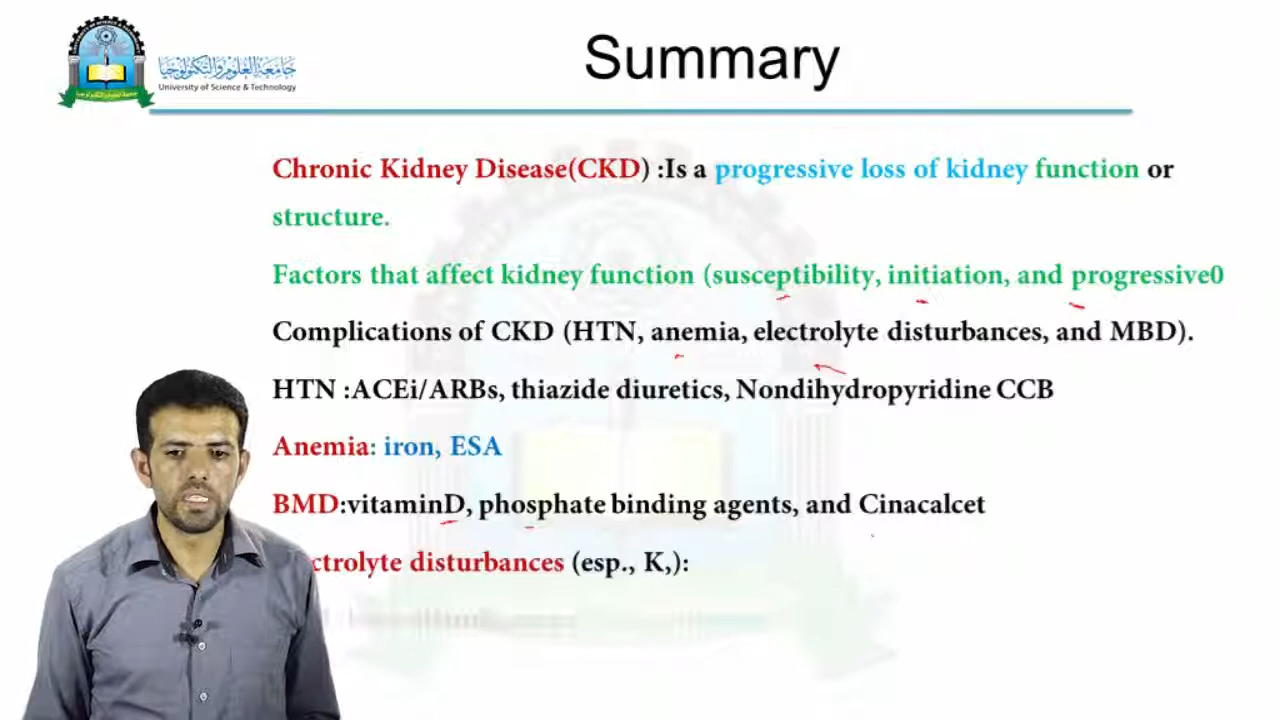 Summary
جامعة العلوم والتكنولوجيا
University of Science & Technology
Chronic Kidney Disease(CKD) :Is a progressive loss of kidney function or
structure.
Factors that affect kidney function (susceptibility, initiation, and progressive0
Complications of CKD (HTN, anemia, electrolyte disturbances, and MBD).
HTN :ACEi/ARBs, thiazide diuretics, Nondihydropyridine CCB
Anemia: iron, ESA
BMD:vitaminD, phosphate binding agents, and Cinacalcet
disturbances (esp., K,):